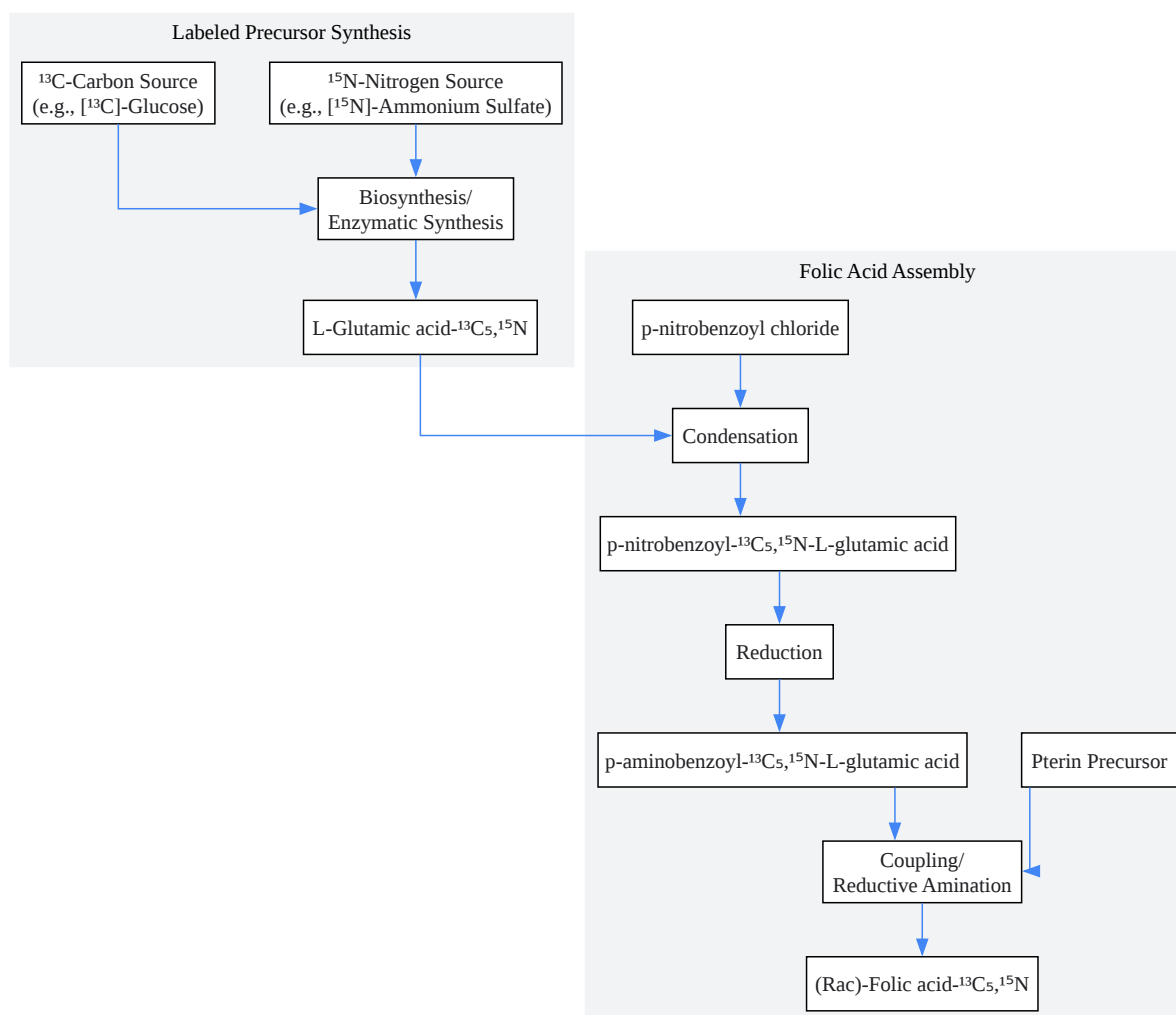 Labeled Precursor Synthesis
¹³C-Carbon Source
(e.g., [¹³C]-Glucose)
¹⁵N-Nitrogen Source
(e.g., [¹⁵N]-Ammonium Sulfate)
Biosynthesis/
Enzymatic Synthesis
L-Glutamic acid-¹³C₅,¹⁵N
Folic Acid Assembly
p-nitrobenzoyl chloride
Condensation
p-nitrobenzoyl-¹³C₅,¹⁵N-L-glutamic acid
Reduction
p-aminobenzoyl-¹³C₅,¹⁵N-L-glutamic acid
Pterin Precursor
Coupling/
Reductive Amination
(Rac)-Folic acid-¹³C₅,¹⁵N